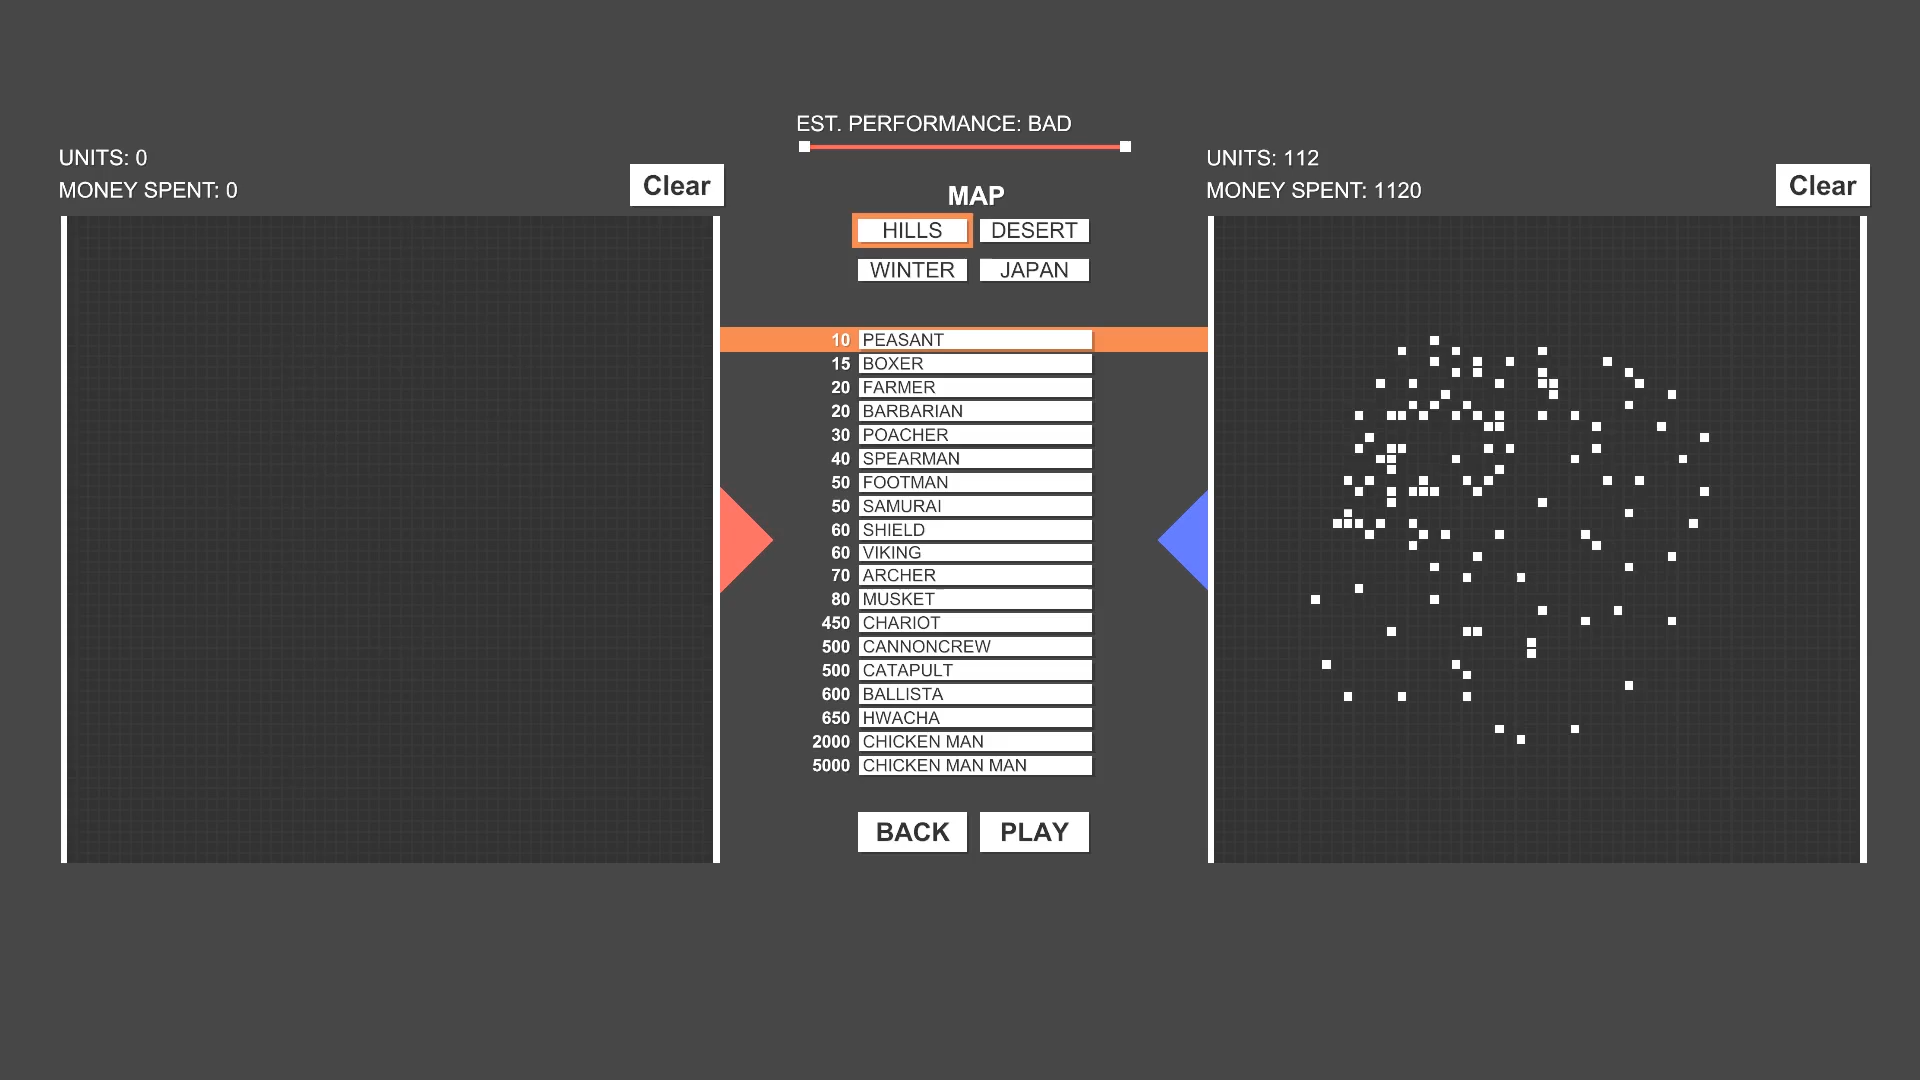 EST. PERFORMANCE: BAD
UNITS: 0
MONEY SPENT: 0
Clear
MAP
HILLS
DESERT
WINTER
JAPAN
10 PEASANT
15 BOXER
20 FARMER
20 BARBARIAN
30 POACHER
40 SPEARMAN
50 FOOTMAN
50 SAMURAI
60 SHIELD
60 VIKING
70 ARCHER
80 MUSKET
450 CHARIOT
500 CANNONCREW
500 CATAPULT
600 BALLISTA
650 HWACHA
2000 CHICKEN MAN
5000 CHICKEN MAN MAN
BACK
PLAY
UNITS: 112
MONEY SPENT: 1120
Clear